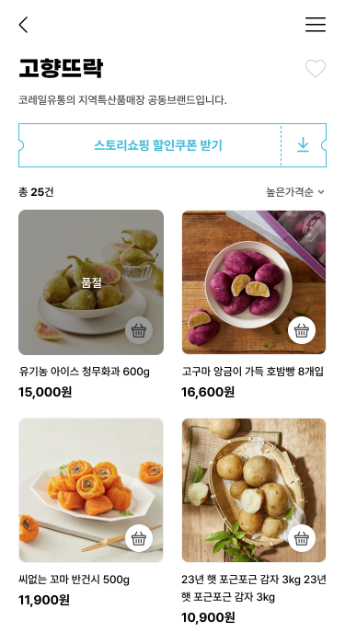 고향뜨락
코레일유통의 지역특산품매장 공동브랜드입니다.
스토리쇼핑 할인쿠폰 받기
총 25건
높은가격순
품절
유기농 아이스 청무화과 600g
15,000원
고구마 앙금이 가득 호밤빵 8개입
16,600원
씨없는 꼬마 반건시 500g
11,900원
23년 햇 포근포근 감자 3kg 23년
햇 포근포근 감자 3kg
10,900원